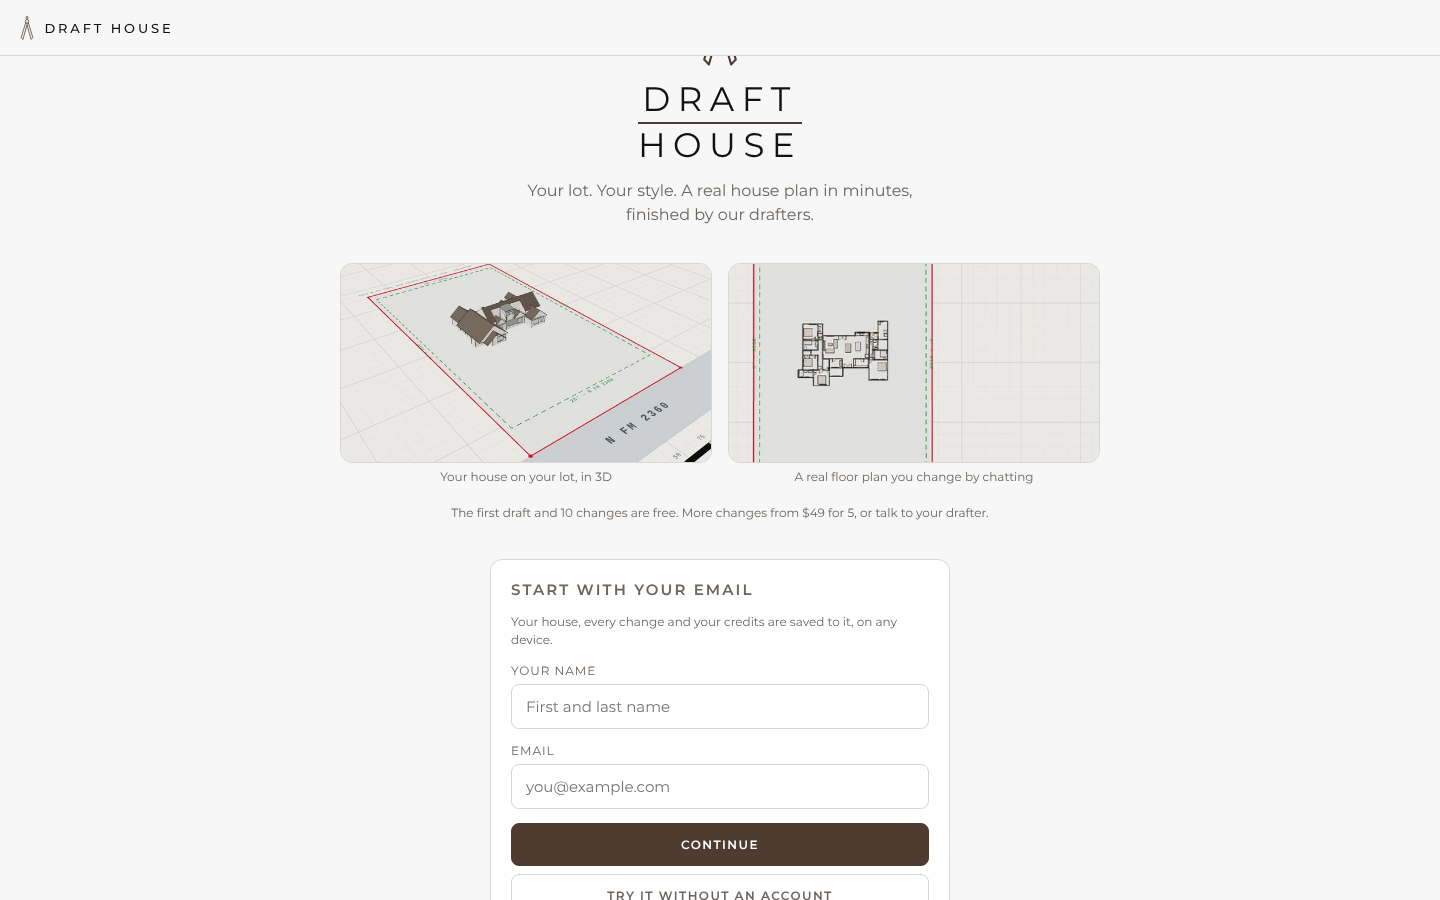 DRAFT HOUSE
DRAFT
HOUSE
Your lot. Your style. A real house plan in minutes,
finished by our drafters.
N FM 2360
Your house on your lot, in 3D
A real floor plan you change by chatting
The first draft and 10 changes are free. More changes from $49 for 5, or talk to your drafter.
START WITH YOUR EMAIL
Your house, every change and your credits are saved to it, on any
device.
YOUR NAME
First and last name
EMAIL
you@example.com
CONTINUE
TRY IT WITHOUT AN ACCOUNT